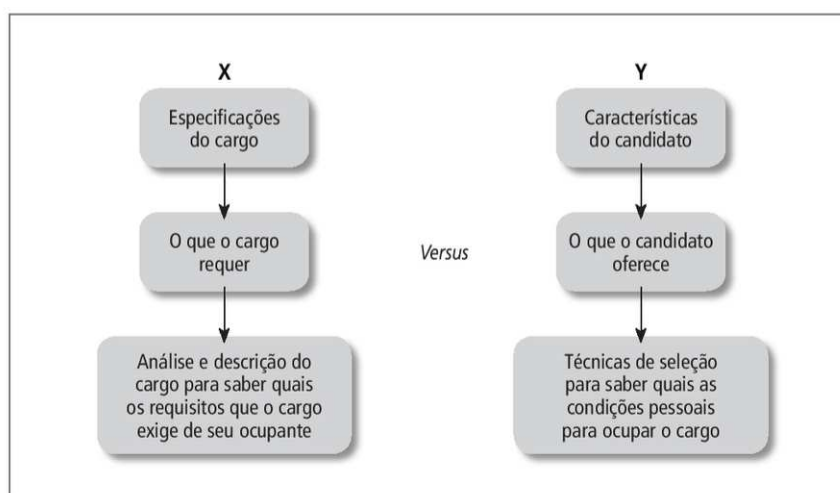 X
Especificações
do cargo
O que o cargo
requer
Análise e descrição do
cargo para saber quais
os requisitos que o cargo
exige de seu ocupante
Versus
Y
Características
do candidato
O que o candidato
oferece
Técnicas de seleção
para saber quais as
condições pessoais
para ocupar o cargo